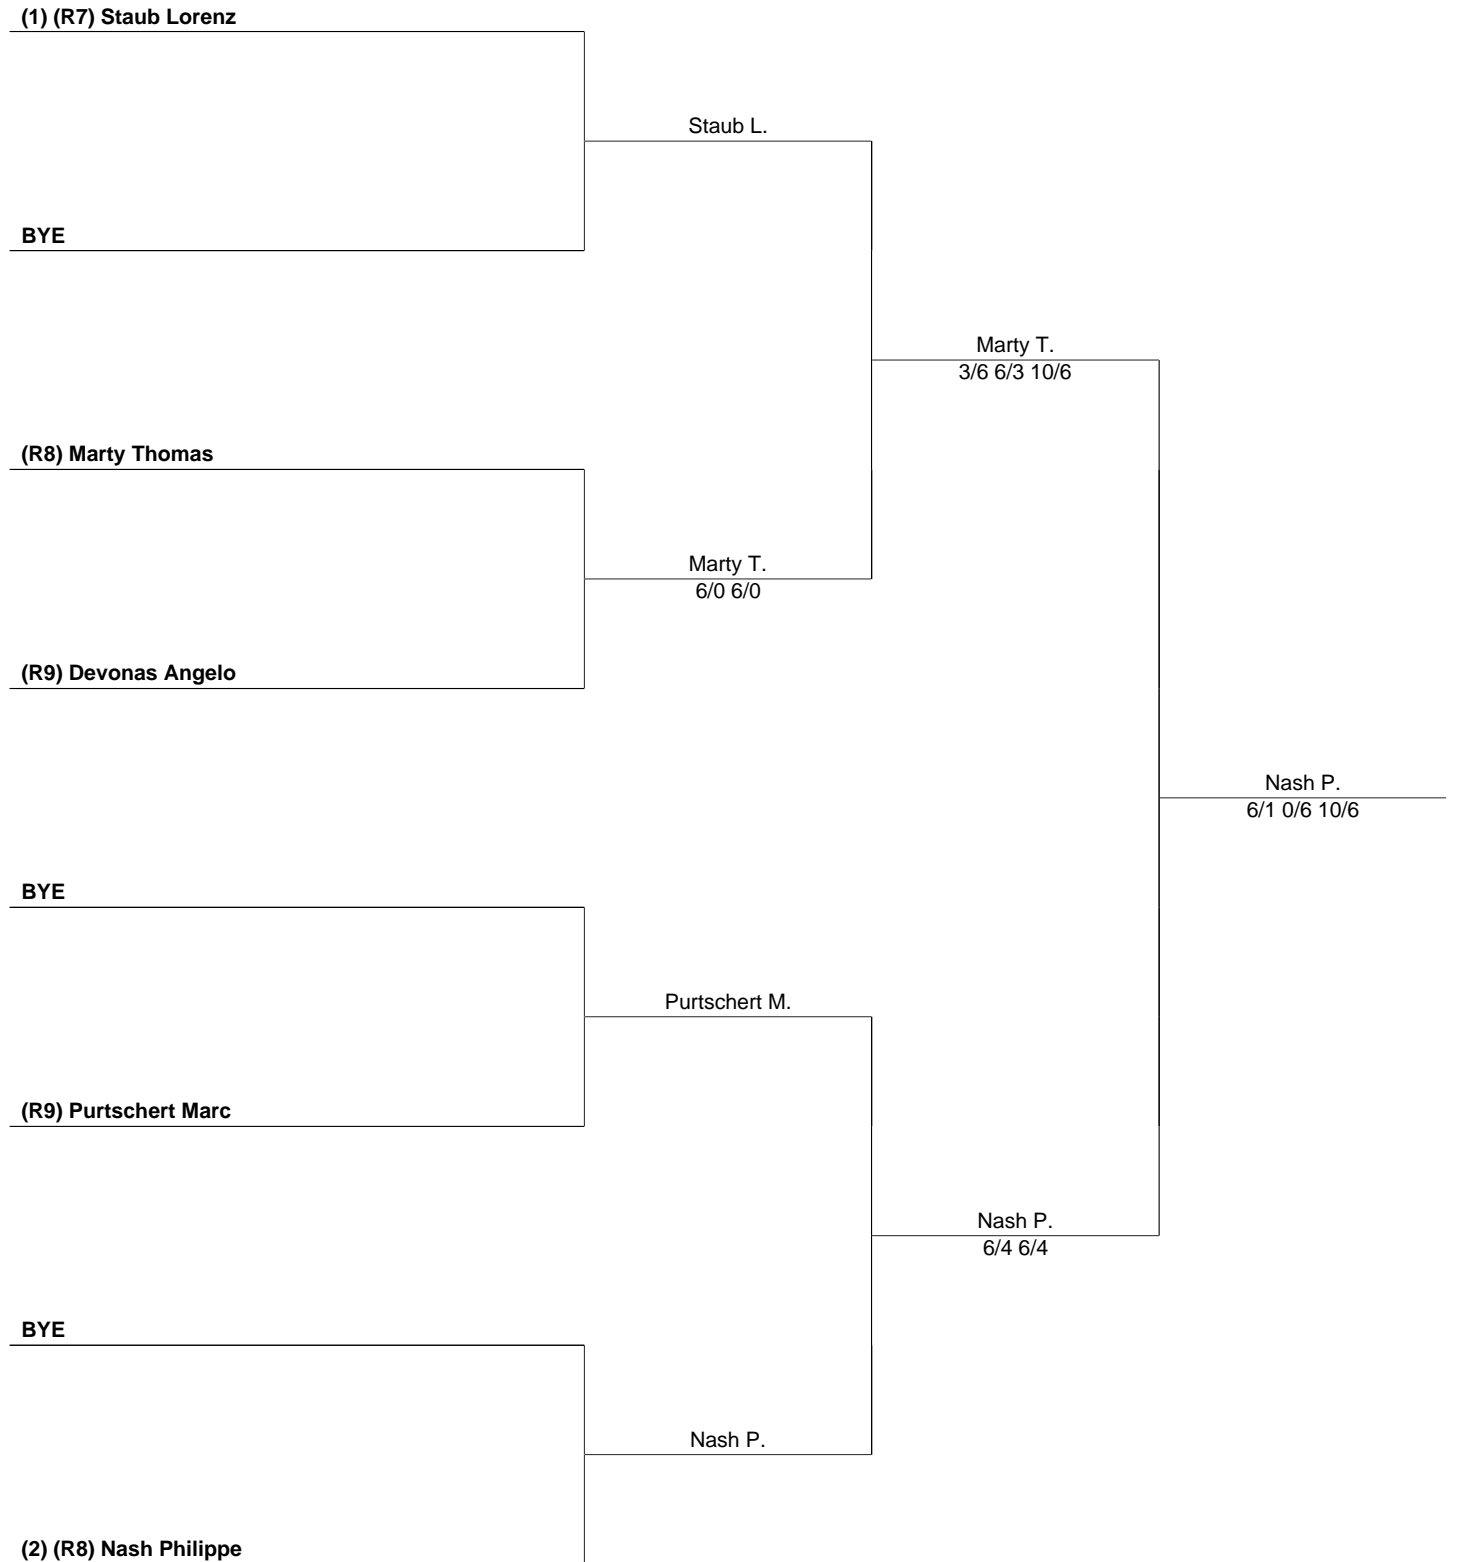 (1) (R7) Staub Lorenz
Staub L.
BYE
Marty T.
3/6 6/3 10/6
(R8) Marty Thomas
Marty T.
6/0 6/0
(R9) Devonas Angelo
Nash P.
6/1 0/6 10/6
BYE
Purtschert M.
(R9) Purtschert Marc
Nash P.
6/4 6/4
BYE
Nash P.
(2) (R8) Nash Philippe